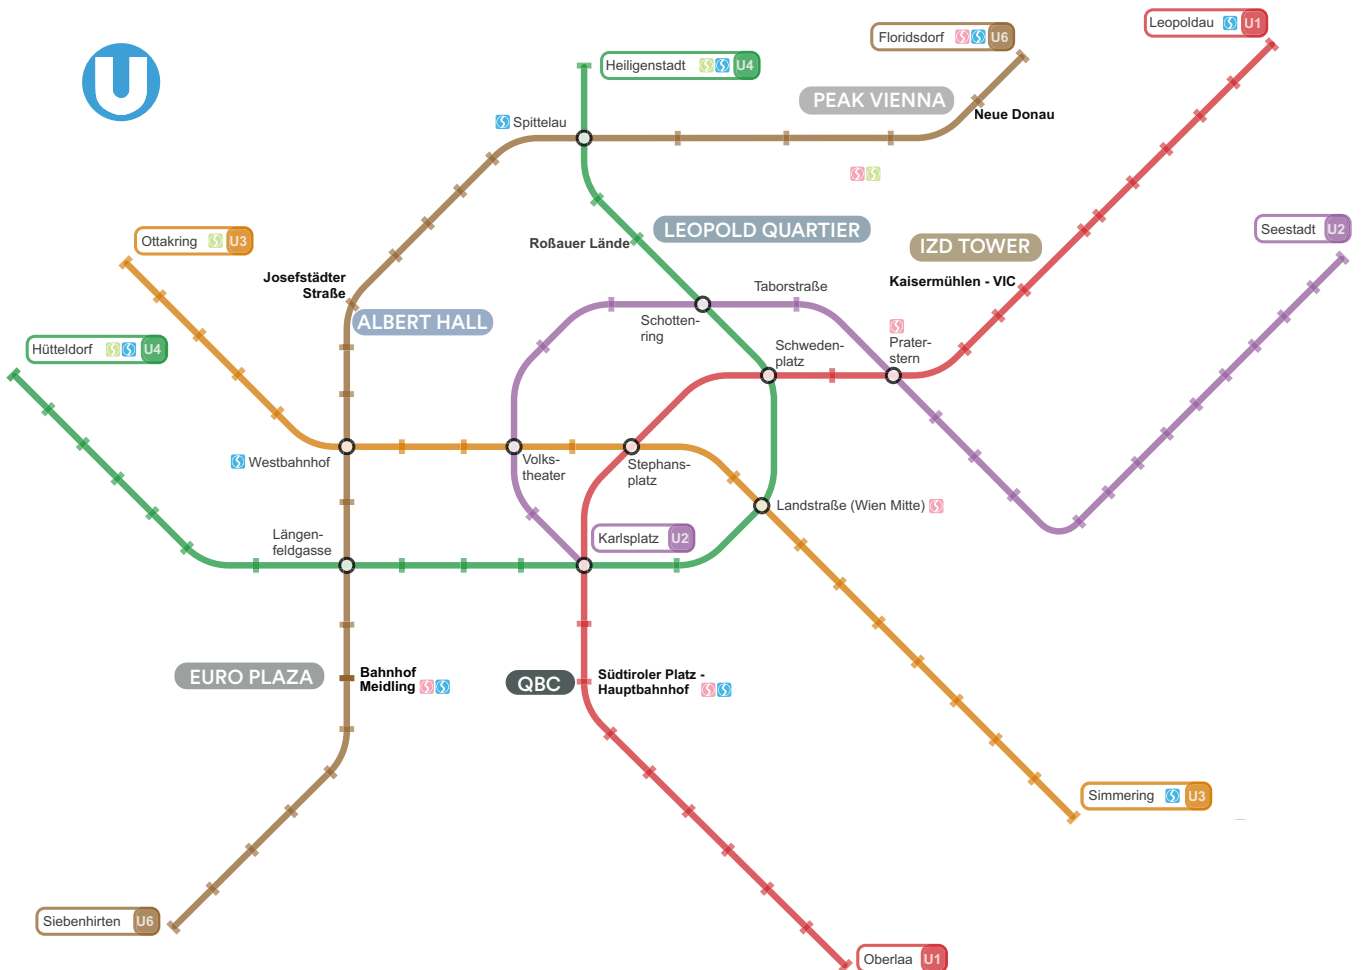 Leopoldau U1
Floridsdorf U6
Heiligenstadt U4
PEAK VIENNA
Neue Donau
U
Spittelau
LEOPOLD QUARTIER
Seestadt U2
Ottakring U3
Roßauer Lände
IZD TOWER
Josefstädter
Straße
Kaisermühlen - VIC
Taborstraße
ALBERT HALL
Schotten-
ring
Hütteldorf U4
Schweden-
platz
Prater-
stern
Westbahnhof
Volks-
theater
Stephans-
platz
Landstraße (Wien Mitte)
Längen-
feldgasse
Karlsplatz U2
EURO PLAZA
Bahnhof
Meidling
QBC
Südtiroler Platz -
Hauptbahnhof
Simmering U3
Siebenhirten U6
Oberlaa U1